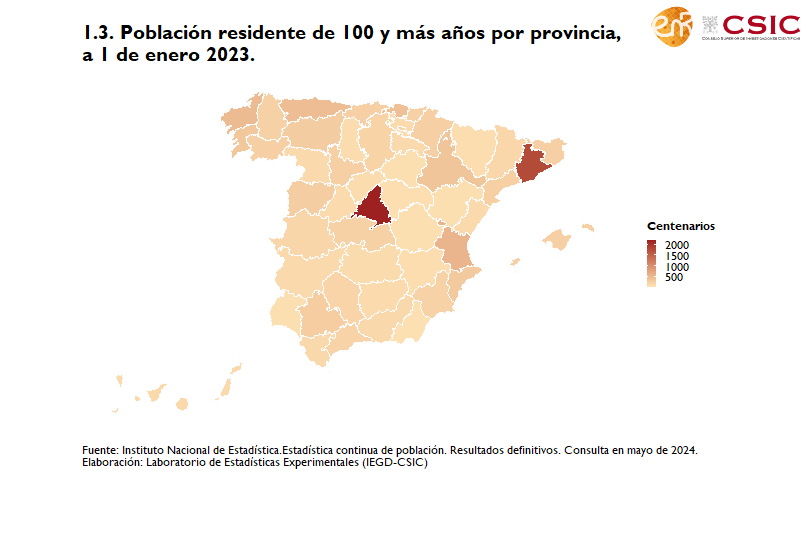 1.3. Población residente de 100 y más años por provincia,
a 1 de enero 2023.
CSIC
CONSEJO SUPERIOR DE INVESTIGACIONES CIENTÍFICAS
Centenarios
2000
1500
1000
500
Fuente: Instituto Nacional de Estadística.Estadística continua de población. Resultados definitivos. Consulta en mayo de 2024.
Elaboración: Laboratorio de Estadísticas Experimentales (IEGD-CSIC)